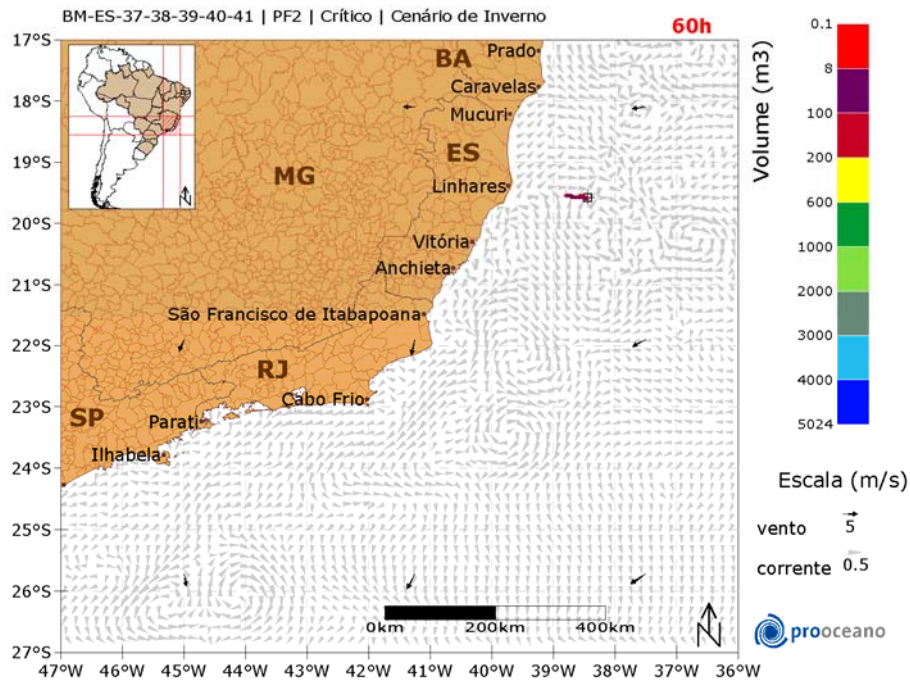 BM-ES-37-38-39-40-41 | PF2 | Crítico | Cenário de Inverno
60h
17°S
18°S
19°S
20°S
21°S
22°S
23°S
24°S
25°S
26°S
27°S
47°W 46°W 45°W 44°W 43°W 42°W 41°W 40°W 39°W 38°W 37°W 36°W
BA
Prado
Caravelas
Mucuri
ES
MG
Linhares
Vitória
Anchieta
São Francisco de Itabapoana
RJ
Cabo Frio
SP
Parati
Ilhabela
N
0km 200km 400km
N
Volume (m3)
0.1
8
100
200
600
1000
2000
3000
4000
5024
Escala (m/s)
vento 5
corrente 0.5
prooceano